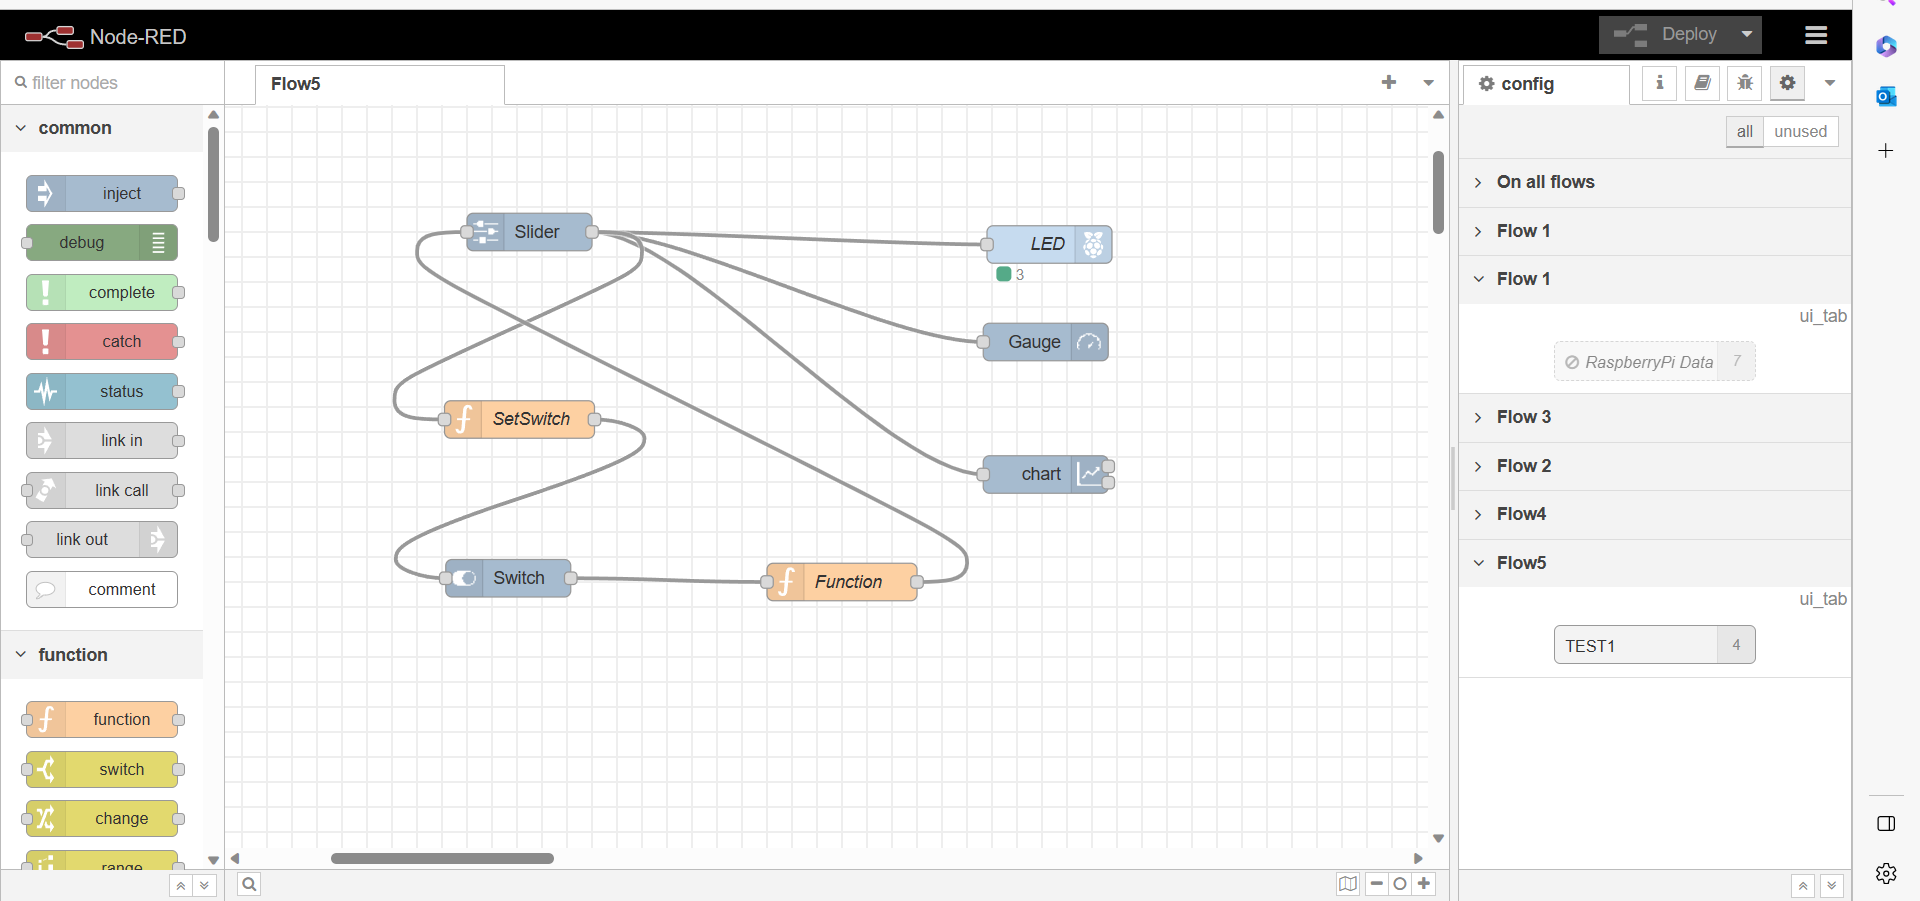 Node-RED
Deploy
filter nodes
common
inject
debug
complete
catch
status
link in
link call
link out
comment
function
function
switch
change
range
Flow5
Slider
LED
3
Gauge
SetSwitch
chart
Switch
Function
config
i
all
unused
On all flows
Flow 1
Flow 1
ui_tab
RaspberryPi Data 7
Flow 3
Flow 2
Flow4
Flow5
ui_tab
TEST1 4